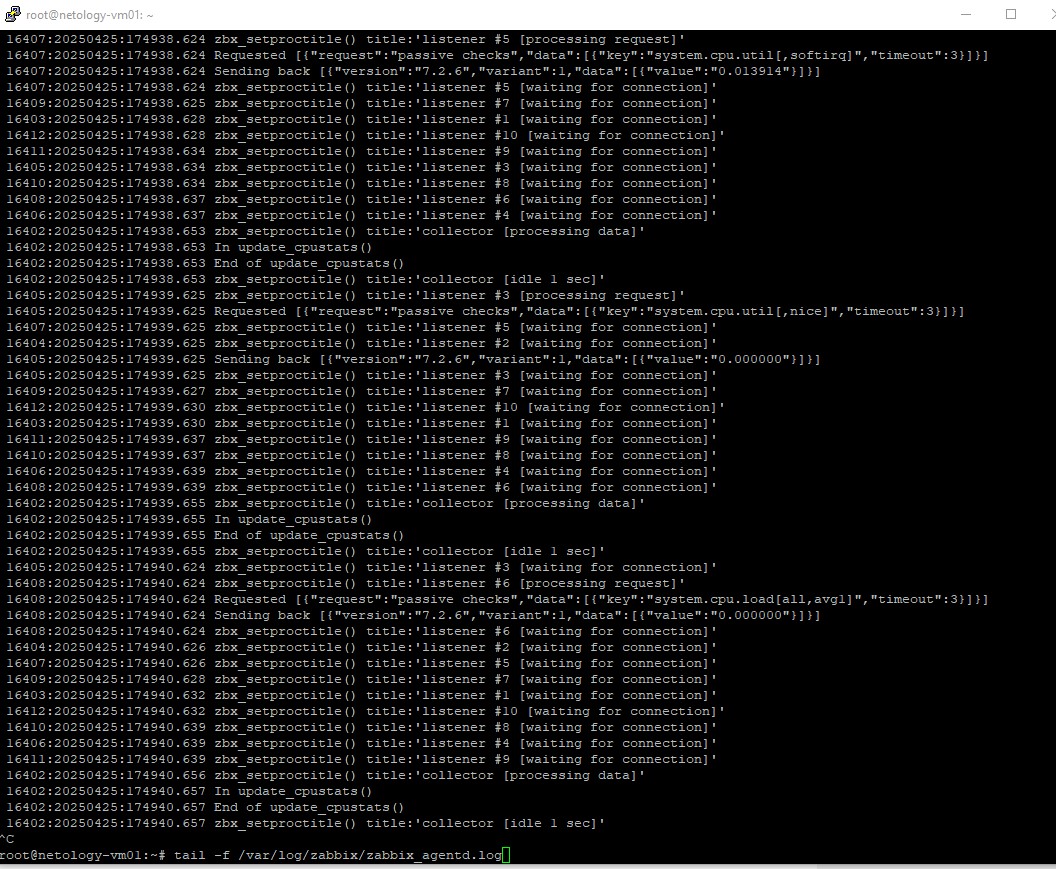 root@netology-vm01: ~
16407:20250425:174938.624 zbx_setproctitle() title:'listener #5 [processing request]'
16407:20250425:174938.624 Requested [{"request":"passive checks","data":[{"key":"system.cpu.util[,softirq]","timeout":3}]}]
16407:20250425:174938.624 Sending back [{"version":"7.2.6","variant":1,"data":[{"value":"0.013914"}]}]
16407:20250425:174938.624 zbx_setproctitle() title:'listener #5 [waiting for connection]'
16409:20250425:174938.625 zbx_setproctitle() title:'listener #7 [waiting for connection]'
16403:20250425:174938.628 zbx_setproctitle() title:'listener #1 [waiting for connection]'
16412:20250425:174938.628 zbx_setproctitle() title:'listener #10 [waiting for connection]'
16411:20250425:174938.634 zbx_setproctitle() title:'listener #9 [waiting for connection]'
16405:20250425:174938.634 zbx_setproctitle() title:'listener #3 [waiting for connection]'
16410:20250425:174938.634 zbx_setproctitle() title:'listener #8 [waiting for connection]'
16408:20250425:174938.637 zbx_setproctitle() title:'listener #6 [waiting for connection]'
16406:20250425:174938.637 zbx_setproctitle() title:'listener #4 [waiting for connection]'
16402:20250425:174938.653 zbx_setproctitle() title:'collector [processing data]'
16402:20250425:174938.653 In update_cpustats()
16402:20250425:174938.653 End of update_cpustats()
16402:20250425:174938.653 zbx_setproctitle() title:'collector [idle 1 sec]'
16405:20250425:174939.625 zbx_setproctitle() title:'listener #3 [processing request]'
16405:20250425:174939.625 Requested [{"request":"passive checks","data":[{"key":"system.cpu.util[,nice]","timeout":3}]}]
16407:20250425:174939.625 zbx_setproctitle() title:'listener #5 [waiting for connection]'
16404:20250425:174939.625 zbx_setproctitle() title:'listener #2 [waiting for connection]'
16405:20250425:174939.625 Sending back [{"version":"7.2.6","variant":1,"data":[{"value":"0.000000"}]}]
16405:20250425:174939.625 zbx_setproctitle() title:'listener #3 [waiting for connection]'
16409:20250425:174939.627 zbx_setproctitle() title:'listener #7 [waiting for connection]'
16412:20250425:174939.630 zbx_setproctitle() title:'listener #10 [waiting for connection]'
16403:20250425:174939.630 zbx_setproctitle() title:'listener #1 [waiting for connection]'
16411:20250425:174939.637 zbx_setproctitle() title:'listener #9 [waiting for connection]'
16410:20250425:174939.637 zbx_setproctitle() title:'listener #8 [waiting for connection]'
16406:20250425:174939.639 zbx_setproctitle() title:'listener #4 [waiting for connection]'
16408:20250425:174939.639 zbx_setproctitle() title:'listener #6 [waiting for connection]'
16402:20250425:174939.655 zbx_setproctitle() title:'collector [processing data]'
16402:20250425:174939.655 In update_cpustats()
16402:20250425:174939.655 End of update_cpustats()
16402:20250425:174939.655 zbx_setproctitle() title:'collector [idle 1 sec]'
16405:20250425:174940.624 zbx_setproctitle() title:'listener #3 [waiting for connection]'
16408:20250425:174940.624 zbx_setproctitle() title:'listener #6 [processing request]'
16408:20250425:174940.624 Requested [{"request":"passive checks","data":[{"key":"system.cpu.load[all,avg1]","timeout":3}]}]
16408:20250425:174940.624 Sending back [{"version":"7.2.6","variant":1,"data":[{"value":"0.000000"}]}]
16408:20250425:174940.624 zbx_setproctitle() title:'listener #6 [waiting for connection]'
16404:20250425:174940.626 zbx_setproctitle() title:'listener #2 [waiting for connection]'
16407:20250425:174940.626 zbx_setproctitle() title:'listener #5 [waiting for connection]'
16409:20250425:174940.628 zbx_setproctitle() title:'listener #7 [waiting for connection]'
16403:20250425:174940.632 zbx_setproctitle() title:'listener #1 [waiting for connection]'
16412:20250425:174940.632 zbx_setproctitle() title:'listener #10 [waiting for connection]'
16410:20250425:174940.639 zbx_setproctitle() title:'listener #8 [waiting for connection]'
16406:20250425:174940.639 zbx_setproctitle() title:'listener #4 [waiting for connection]'
16411:20250425:174940.639 zbx_setproctitle() title:'listener #9 [waiting for connection]'
16402:20250425:174940.656 zbx_setproctitle() title:'collector [processing data]'
16402:20250425:174940.657 In update_cpustats()
16402:20250425:174940.657 End of update_cpustats()
16402:20250425:174940.657 zbx_setproctitle() title:'collector [idle 1 sec]'
^C
root@netology-vm01:~# tail -f /var/log/zabbix/zabbix_agentd.log